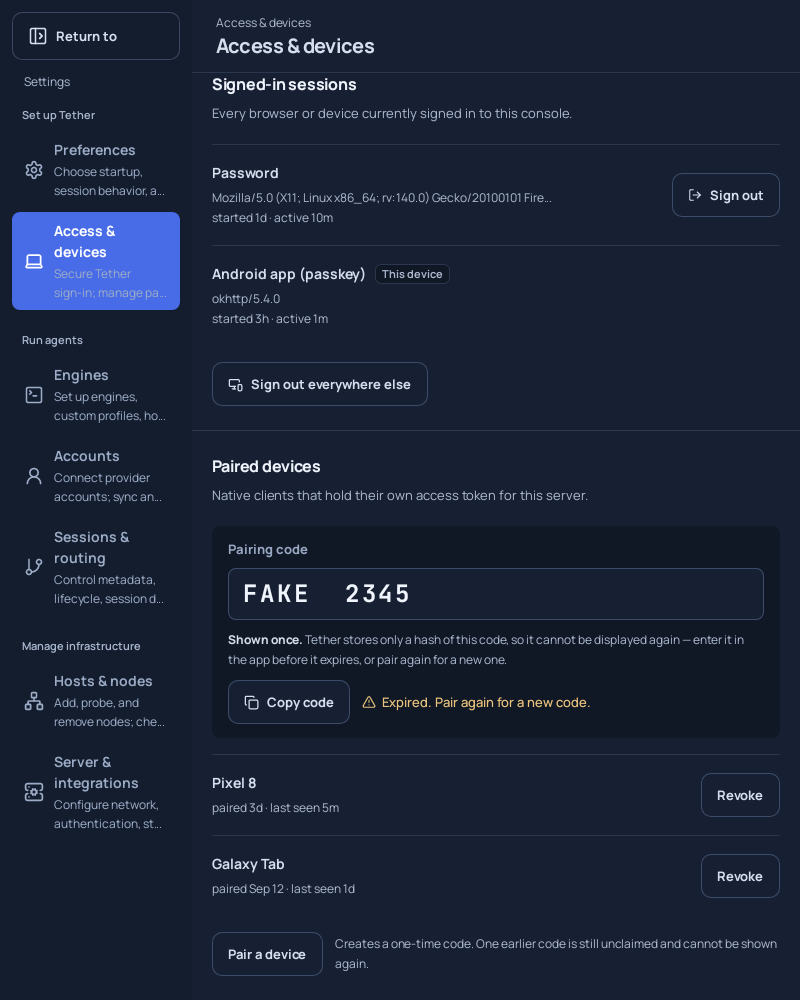 Return to
Settings
Set up Tether
Preferences
Choose startup,
session behavior, a…
Access &
devices
Secure Tether
sign-in; manage pa…
Run agents
Engines
Set up engines,
custom profiles, ho…
Accounts
Connect provider
accounts; sync an…
Sessions &
routing
Control metadata,
lifecycle, session d…
Manage infrastructure
Hosts & nodes
Add, probe, and
remove nodes; che…
Server &
integrations
Configure network,
authentication, st…
Access & devices
Access & devices
Signed-in sessions
Every browser or device currently signed in to this console.
Password
Mozilla/5.0 (X11; Linux x86_64; rv:140.0) Gecko/20100101 Fire…
started 1d · active 10m
Sign out
Android app (passkey) This device
okhttp/5.4.0
started 3h · active 1m
Sign out everywhere else
Paired devices
Native clients that hold their own access token for this server.
Pairing code
FAKE 2345
Shown once. Tether stores only a hash of this code, so it cannot be displayed again — enter it in
the app before it expires, or pair again for a new one.
Copy code
Expired. Pair again for a new code.
Pixel 8
paired 3d · last seen 5m
Revoke
Galaxy Tab
paired Sep 12 · last seen 1d
Revoke
Pair a device
Creates a one-time code. One earlier code is still unclaimed and cannot be shown
again.